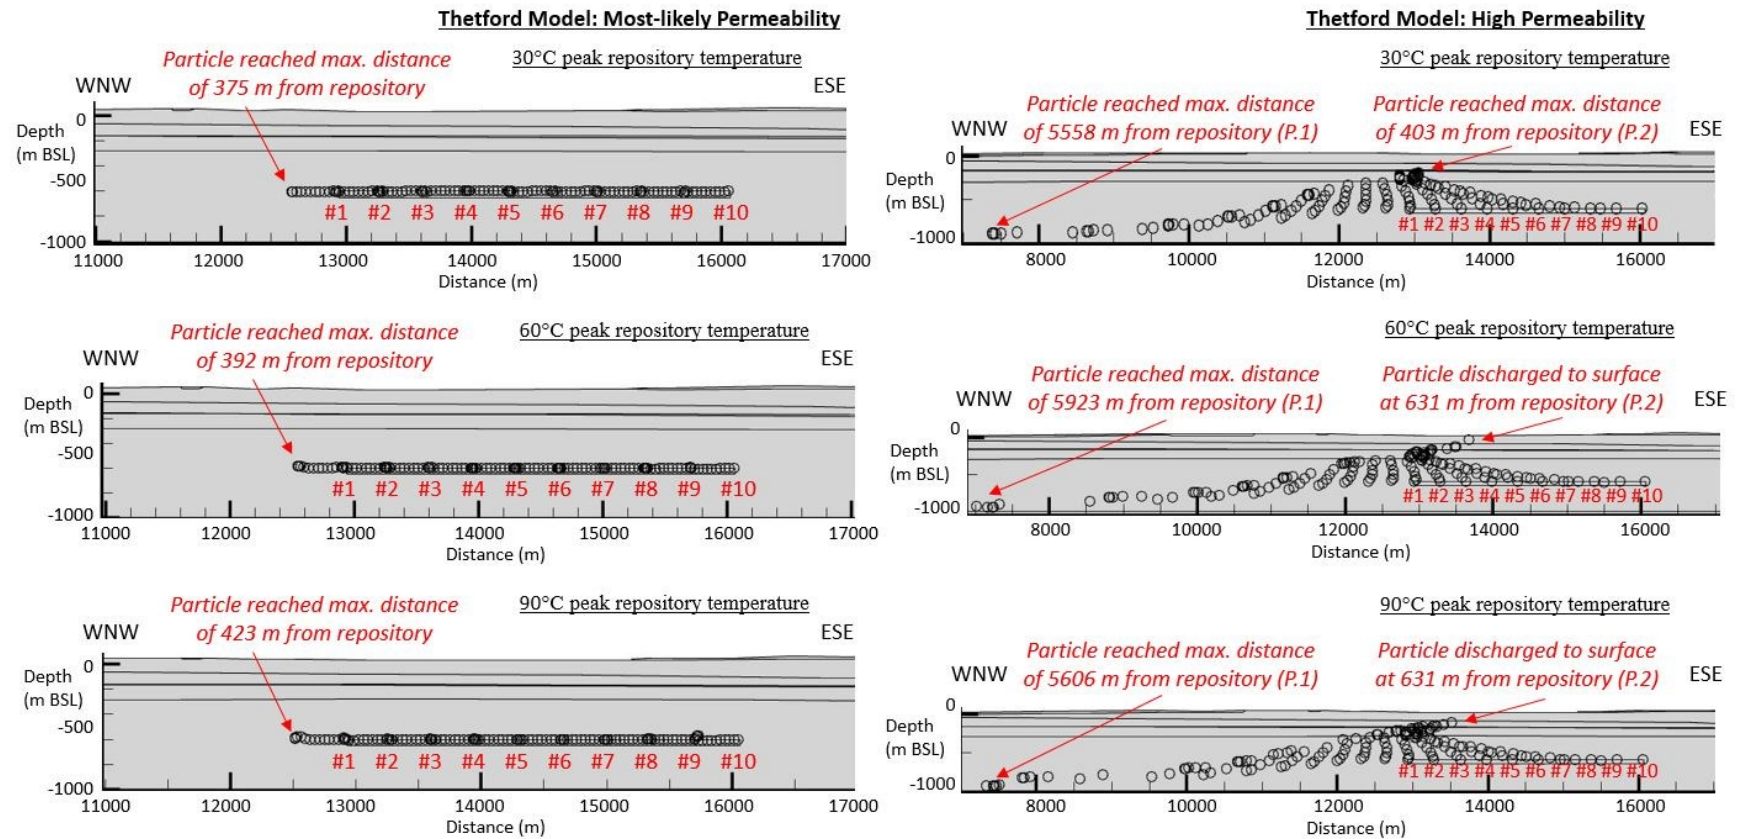 Thetford Model: Most-likely Permeability
30°C peak repository temperature
Particle reached max. distance
of 375 m from repository
WNW
ESE
Depth
(m BSL)
0
-500
-1000
#1 #2 #3 #4 #5 #6 #7 #8 #9 #10
11000 12000 13000 14000 15000 16000 17000
Distance (m)
60°C peak repository temperature
Particle reached max. distance
of 392 m from repository
WNW
ESE
Depth
(m BSL)
0
-500
-1000
#1 #2 #3 #4 #5 #6 #7 #8 #9 #10
11000 12000 13000 14000 15000 16000 17000
Distance (m)
90°C peak repository temperature
Particle reached max. distance
of 423 m from repository
WNW
ESE
Depth
(m BSL)
0
-500
-1000
#1 #2 #3 #4 #5 #6 #7 #8 #9 #10
11000 12000 13000 14000 15000 16000 17000
Distance (m)
Thetford Model: High Permeability
30°C peak repository temperature
Particle reached max. distance
of 5558 m from repository (P.1)
Particle reached max. distance
of 403 m from repository (P.2)
WNW
ESE
Depth
(m BSL)
0
-1000
#1 #2 #3 #4 #5 #6 #7 #8 #9 #10
8000 10000 12000 14000 16000
Distance (m)
60°C peak repository temperature
Particle reached max. distance
of 5923 m from repository (P.1)
Particle discharged to surface
at 631 m from repository (P.2)
WNW
ESE
Depth
(m BSL)
0
-1000
#1 #2 #3 #4 #5 #6 #7 #8 #9 #10
8000 10000 12000 14000 16000
Distance (m)
90°C peak repository temperature
Particle reached max. distance
of 5606 m from repository (P.1)
Particle discharged to surface
at 631 m from repository (P.2)
WNW
ESE
Depth
(m BSL)
0
-1000
#1 #2 #3 #4 #5 #6 #7 #8 #9 #10
8000 10000 12000 14000 16000
Distance (m)